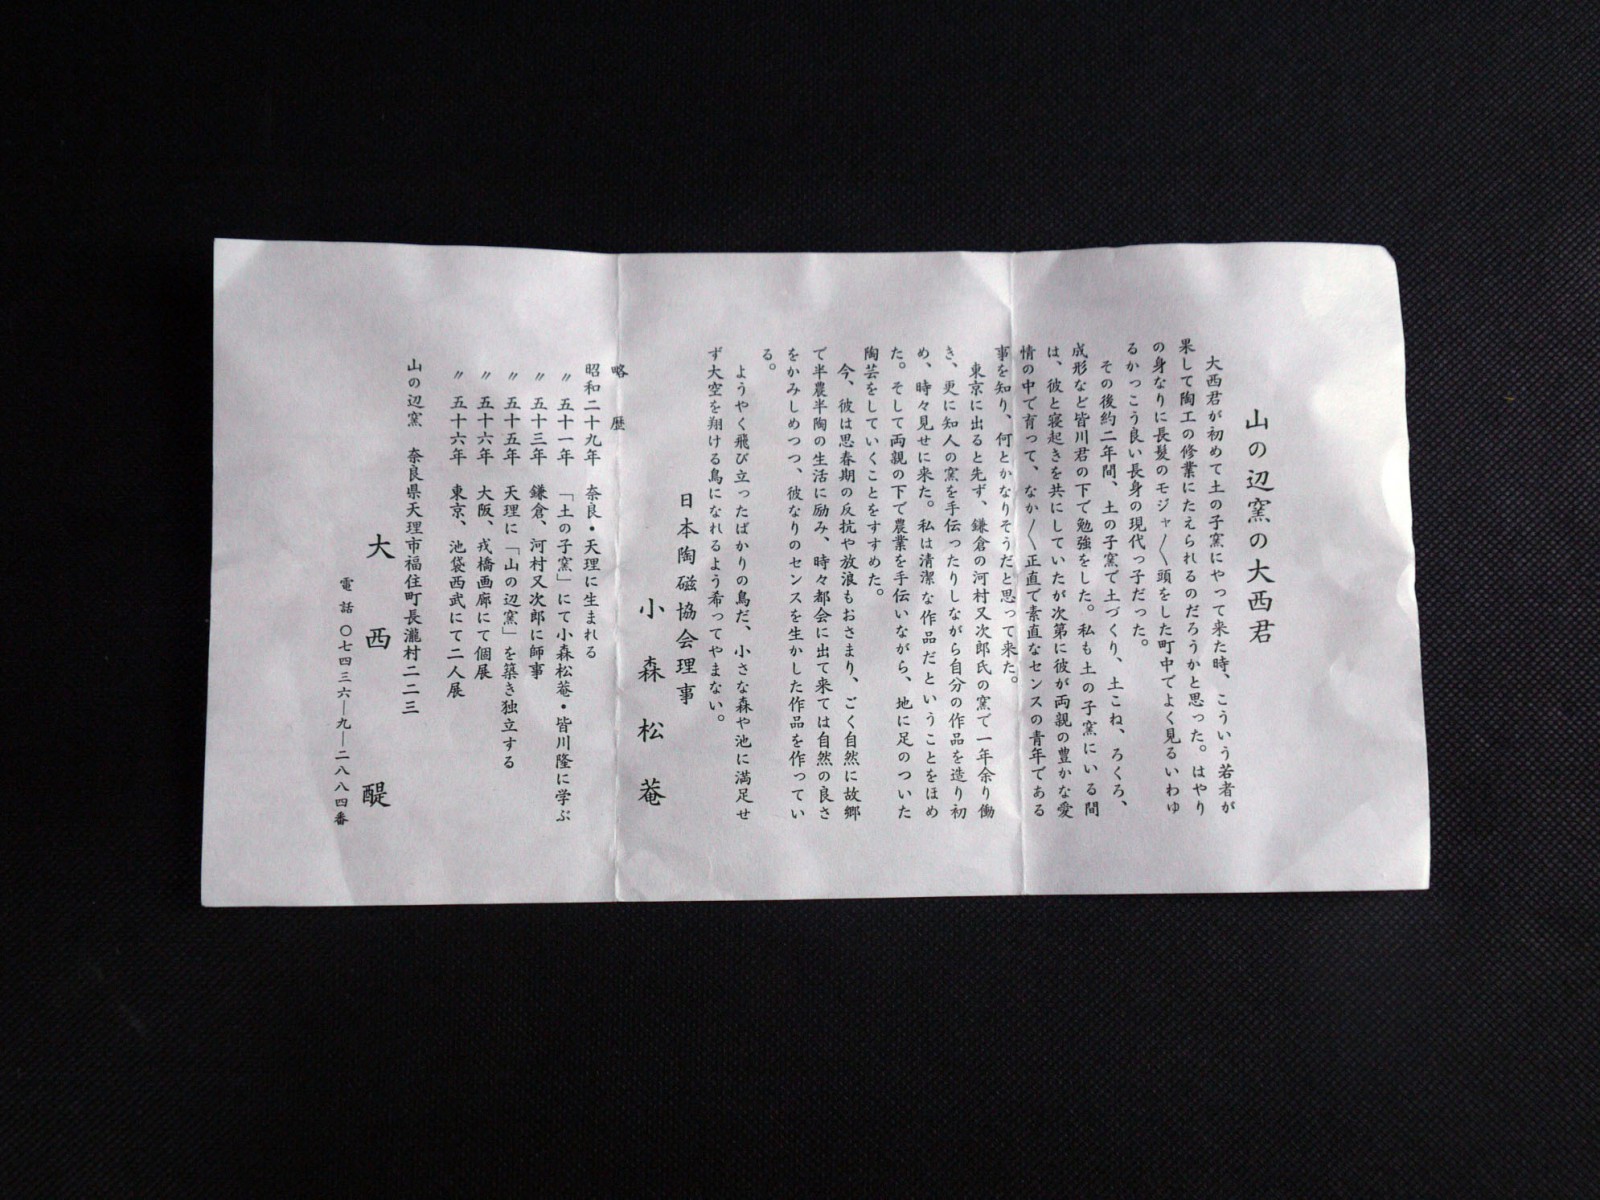 山の辺窯の大西君
大西君が初めて土の子窯にやって来た時、こういう若者が
果して陶工の修業にたえられるのだろうかと思った。はやり
の身なりに長髪のモジャ〳〵頭をした町中でよく見るいわゆ
るかっこう良い長身の現代っ子だった。
その後約二年間、土の子窯で土づくり、土こね、ろくろ、
成形など皆川君の下で勉強をした。私も土の子窯にいる間
は、彼と寝起きを共にしていたが次第に彼が両親の豊かな愛
情の中で育って、なか〳〵正直で素直なセンスの青年である
事を知り、何とかなりそうだと思って来た。
東京に出ると先ず、鎌倉の河村又次郎氏の窯で一年余り働
き、更に知人の窯を手伝ったりしながら自分の作品を造り初
め、時々見せに来た。私は清潔な作品だということをほめ
た。そして両親の下で農業を手伝いながら、地に足のついた
陶芸をしていくことをすすめた。
今、彼は思春期の反抗や放浪もおさまり、ごく自然に故郷
で半農半陶の生活に励み、時々都会に出て来ては自然の良さ
をかみしめつつ、彼なりのセンスを生かした作品を作ってい
る。
ようやく飛び立ったばかりの鳥だ、小さな森や池に満足せ
ず大空を翔ける鳥になれるよう希ってやまない。
日本陶磁協会理事
小森松菴
略歴
昭和二十九年 奈良・天理に生まれる
〃 五十一年 「土の子窯」にて小森松菴・皆川隆に学ぶ
〃 五十三年 鎌倉、河村又次郎に師事
〃 五十五年 天理に「山の辺窯」を築き独立する
〃 五十六年 大阪、戎橋画廊にて個展
〃 五十六年 東京、池袋西武にて二人展
山の辺窯 奈良県天理市福住町長瀧村二二三
大西醍
電話〇七四三六―九―二八八四番